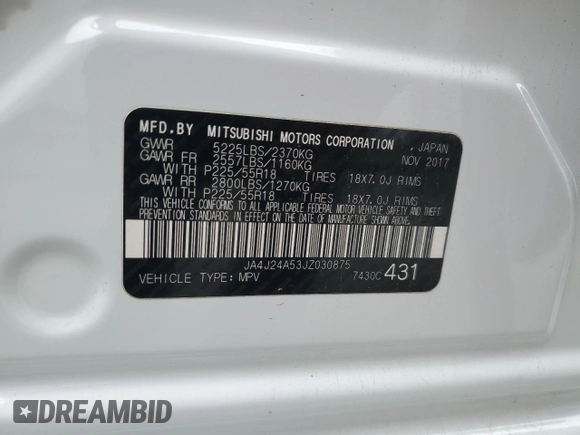 MFD.BY MITSUBISHI MOTORS CORPORATION , JAPAN
GVWR 5225LBS/2370KG NOV 2017
GAWR FR 2557LBS/1160KG
WITH P225/55R18 TIRES 18X7.0J RIMS
GAWR RR 2800LBS/1270KG
WITH P225/55R18 TIRES 18X7.0J RIMS
THIS VEHICLE CONFORMS TO ALL APPLICABLE FEDERAL MOTOR VEHICLE SAFETY AND THEFT
PREVENTION STANDARDS IN EFFECT ON THE DATE OF MANUFACTURE SHOWN ABOVE.
JA4J24A53JZ030875
VEHICLE TYPE: MPV 7430C 431
DREAMBID